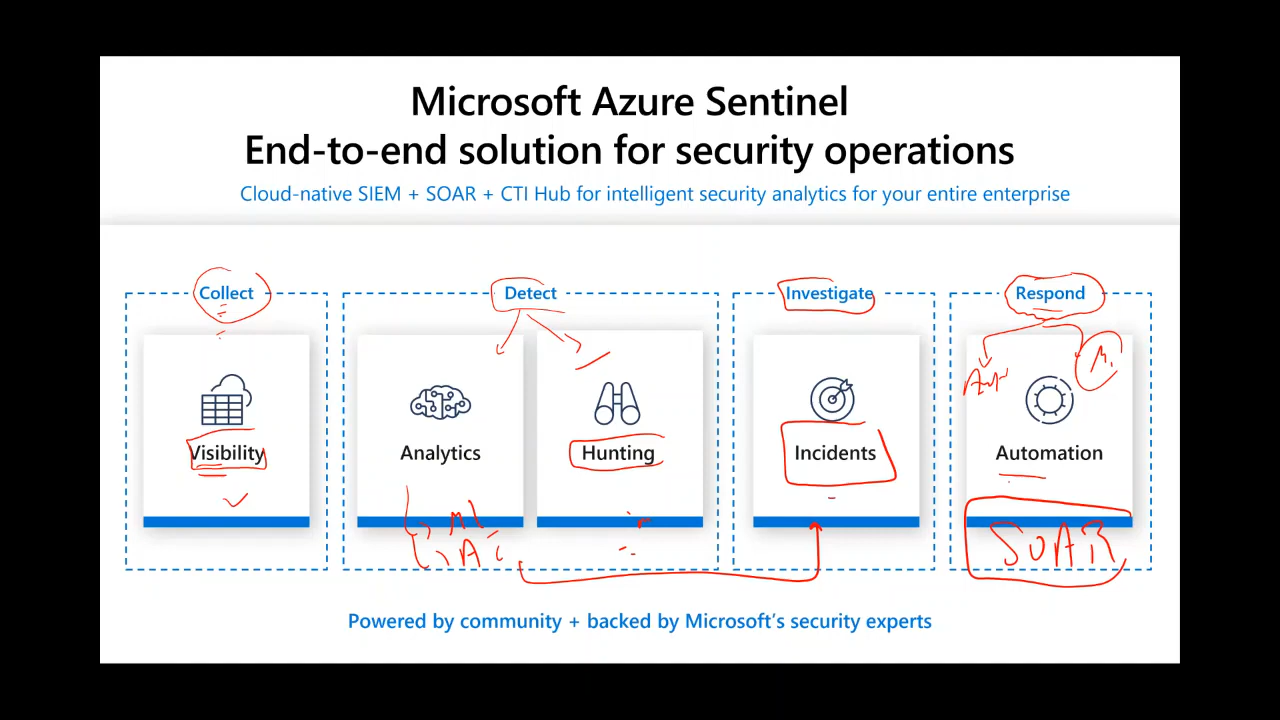 Microsoft Azure Sentinel
End-to-end solution for security operations
Cloud-native SIEM + SOAR + CTI Hub for intelligent security analytics for your entire enterprise
Collect
Detect
Investigate
Respond
Visibility
Analytics
Hunting
Incidents
Automation
SOAR
Powered by community + backed by Microsoft's security experts